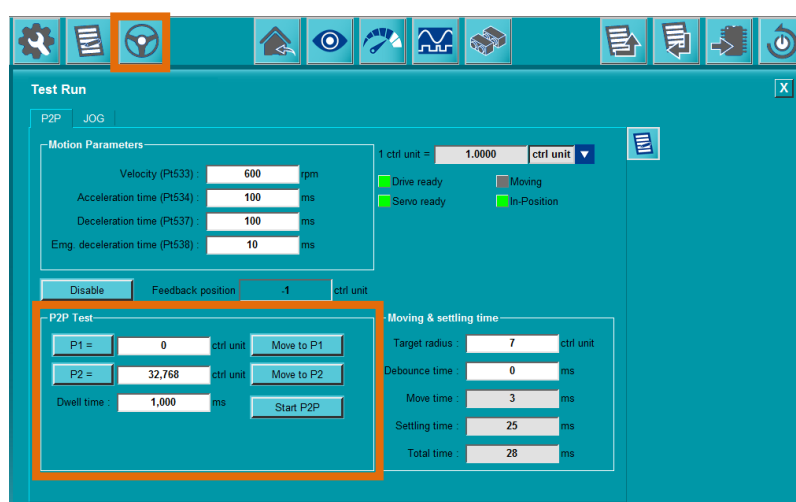 Test Run
X
P2P JOG
Motion Parameters
Velocity (Pt533) : 600 rpm
Acceleration time (Pt534) : 100 ms
Deceleration time (Pt537) : 100 ms
Emg. deceleration time (Pt538) : 10 ms
1 ctrl unit = 1.0000 ctrl unit
Drive ready Moving
Servo ready In-Position
Disable Feedback position -1 ctrl unit
P2P Test
P1 = 0 ctrl unit Move to P1
P2 = 32,768 ctrl unit Move to P2
Dwell time : 1,000 ms Start P2P
Moving & settling time
Target radius : 7 ctrl unit
Debounce time : 0 ms
Move time : 3 ms
Settling time : 25 ms
Total time : 28 ms